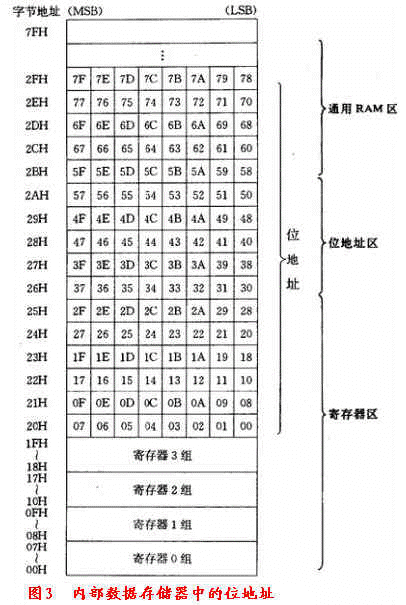 字节地址 (MSB) (LSB)
7FH
⋮
2FH 7F 7E 7D 7C 7B 7A 79 78
2EH 77 76 75 74 73 72 71 70
通用RAM区
2DH 6F 6E 6D 6C 6B 6A 69 68
2CH 67 66 65 64 63 62 61 60
2BH 5F 5E 5D 5C 5B 5A 59 58
2AH 57 56 55 54 53 52 51 50
29H 4F 4E 4D 4C 4B 4A 49 48
28H 47 46 45 44 43 42 41 40
位地址
位地址区
27H 3F 3E 3D 3C 3B 3A 39 38
26H 37 36 35 34 33 32 31 30
25H 2F 2E 2D 2C 2B 2A 29 28
24H 27 26 25 24 23 22 21 20
23H 1F 1E 1D 1C 1B 1A 19 18
22H 17 16 15 14 13 12 11 10
21H 0F 0E 0D 0C 0B 0A 09 08
寄存器区
20H 07 06 05 04 03 02 01 00
1FH
~
18H
寄存器3组
17H
~
10H
寄存器2组
0FH
~
08H
寄存器1组
07H
~
00H
寄存器0组
图3 内部数据存储器中的位地址